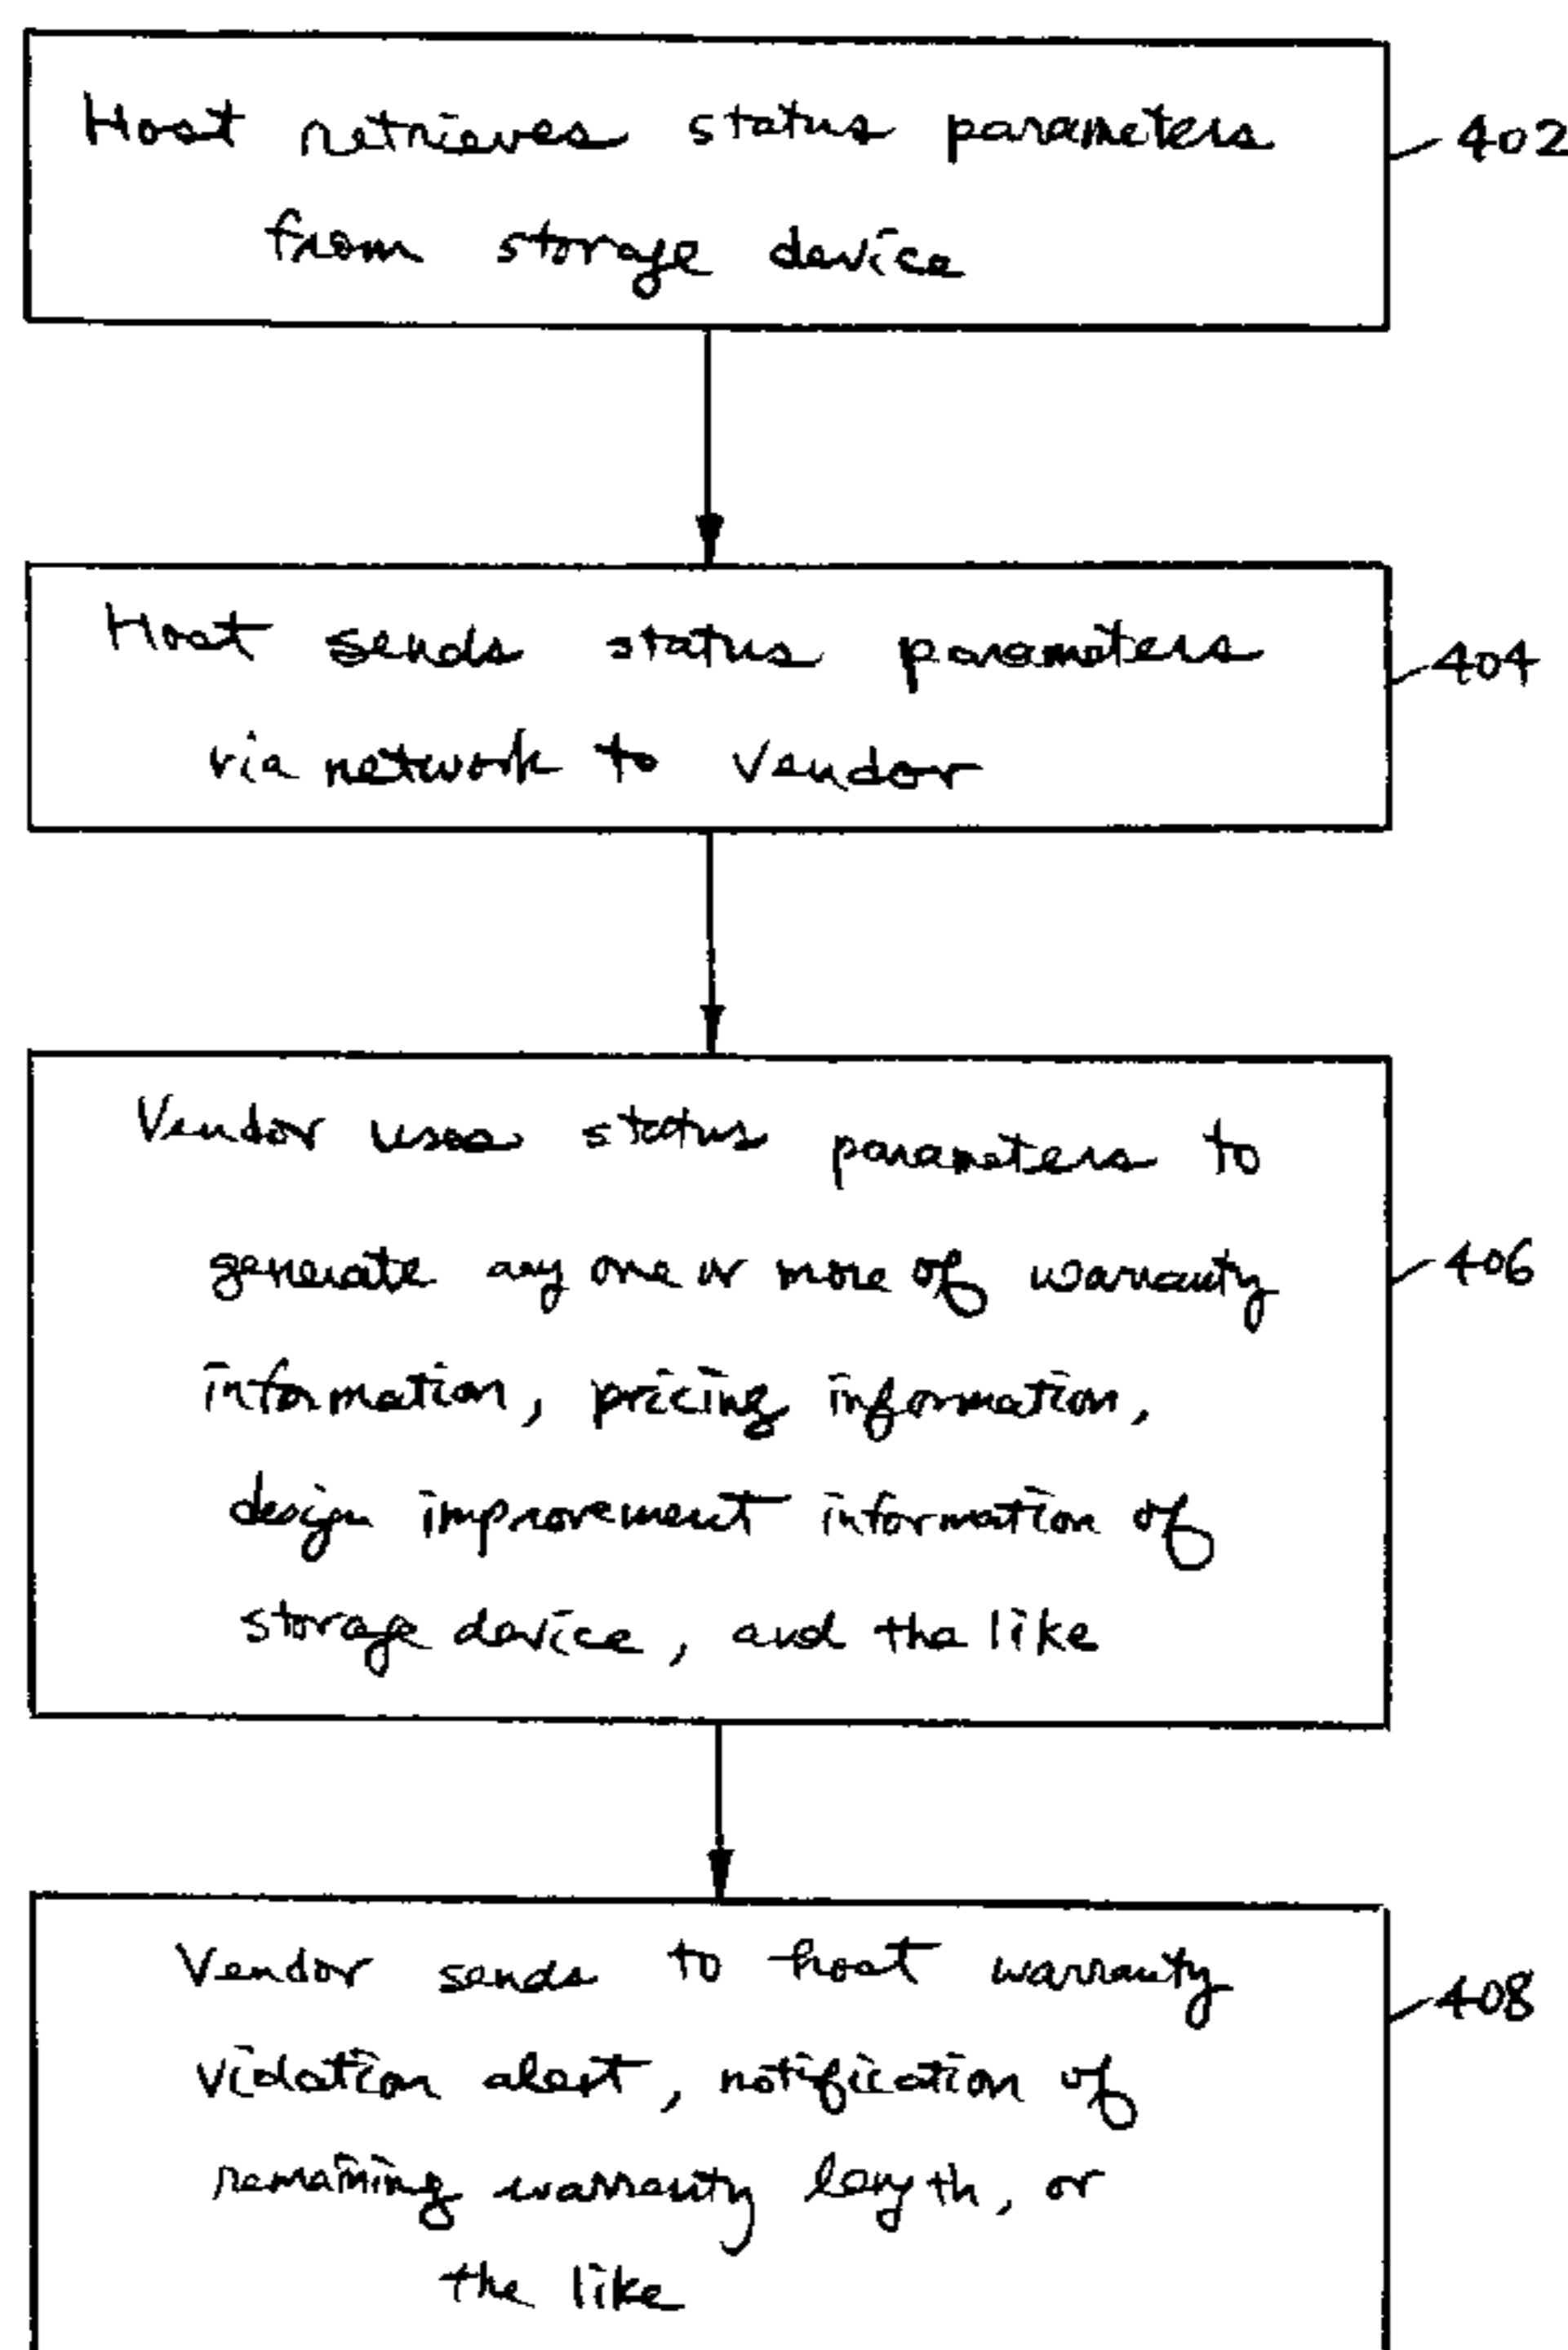 Host retrieves status parameters
402
from storage device
Host sends status parameters
404
via network to Vendor
Vendor uses status parameters to
generate any one or more of warranty
406
information, pricing information,
design improvement information of
storage device, and the like
Vendor sends to host warranty
408
violation alert, notification of
remaining warranty length, or
the like